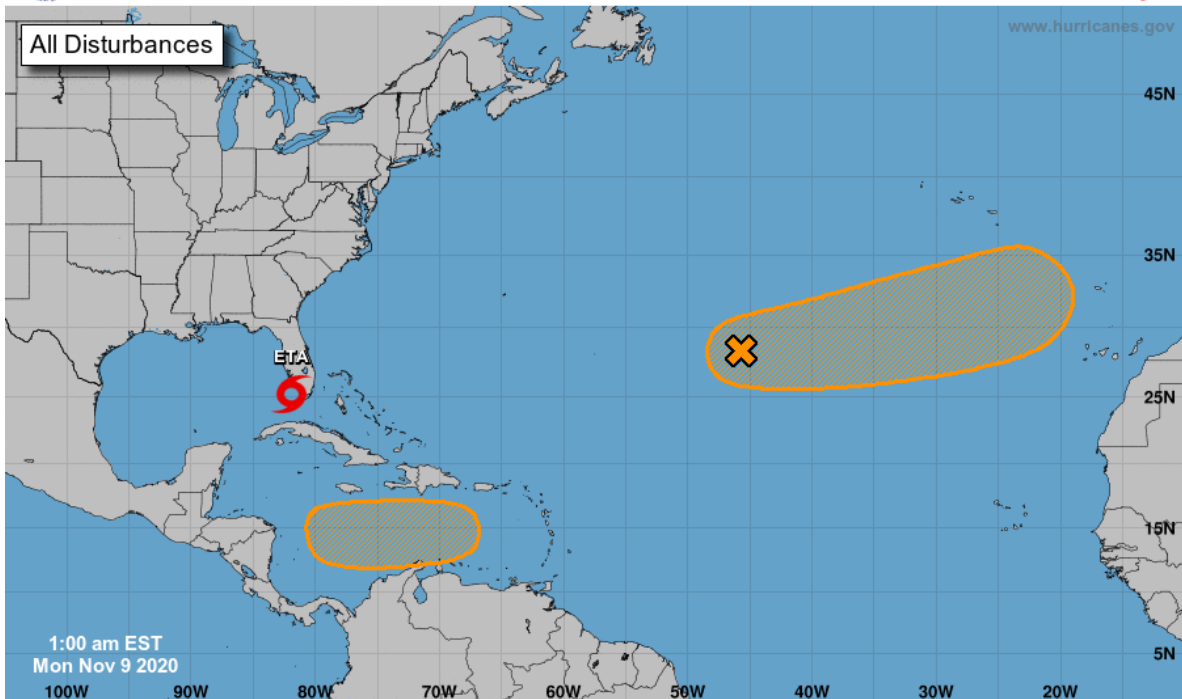 All Disturbances
www.hurricanes.gov
45N
35N
ETA
25N
15N
1:00 am EST
Mon Nov 9 2020
5N
100W 90W 80W 70W 60W 50W 40W 30W 20W